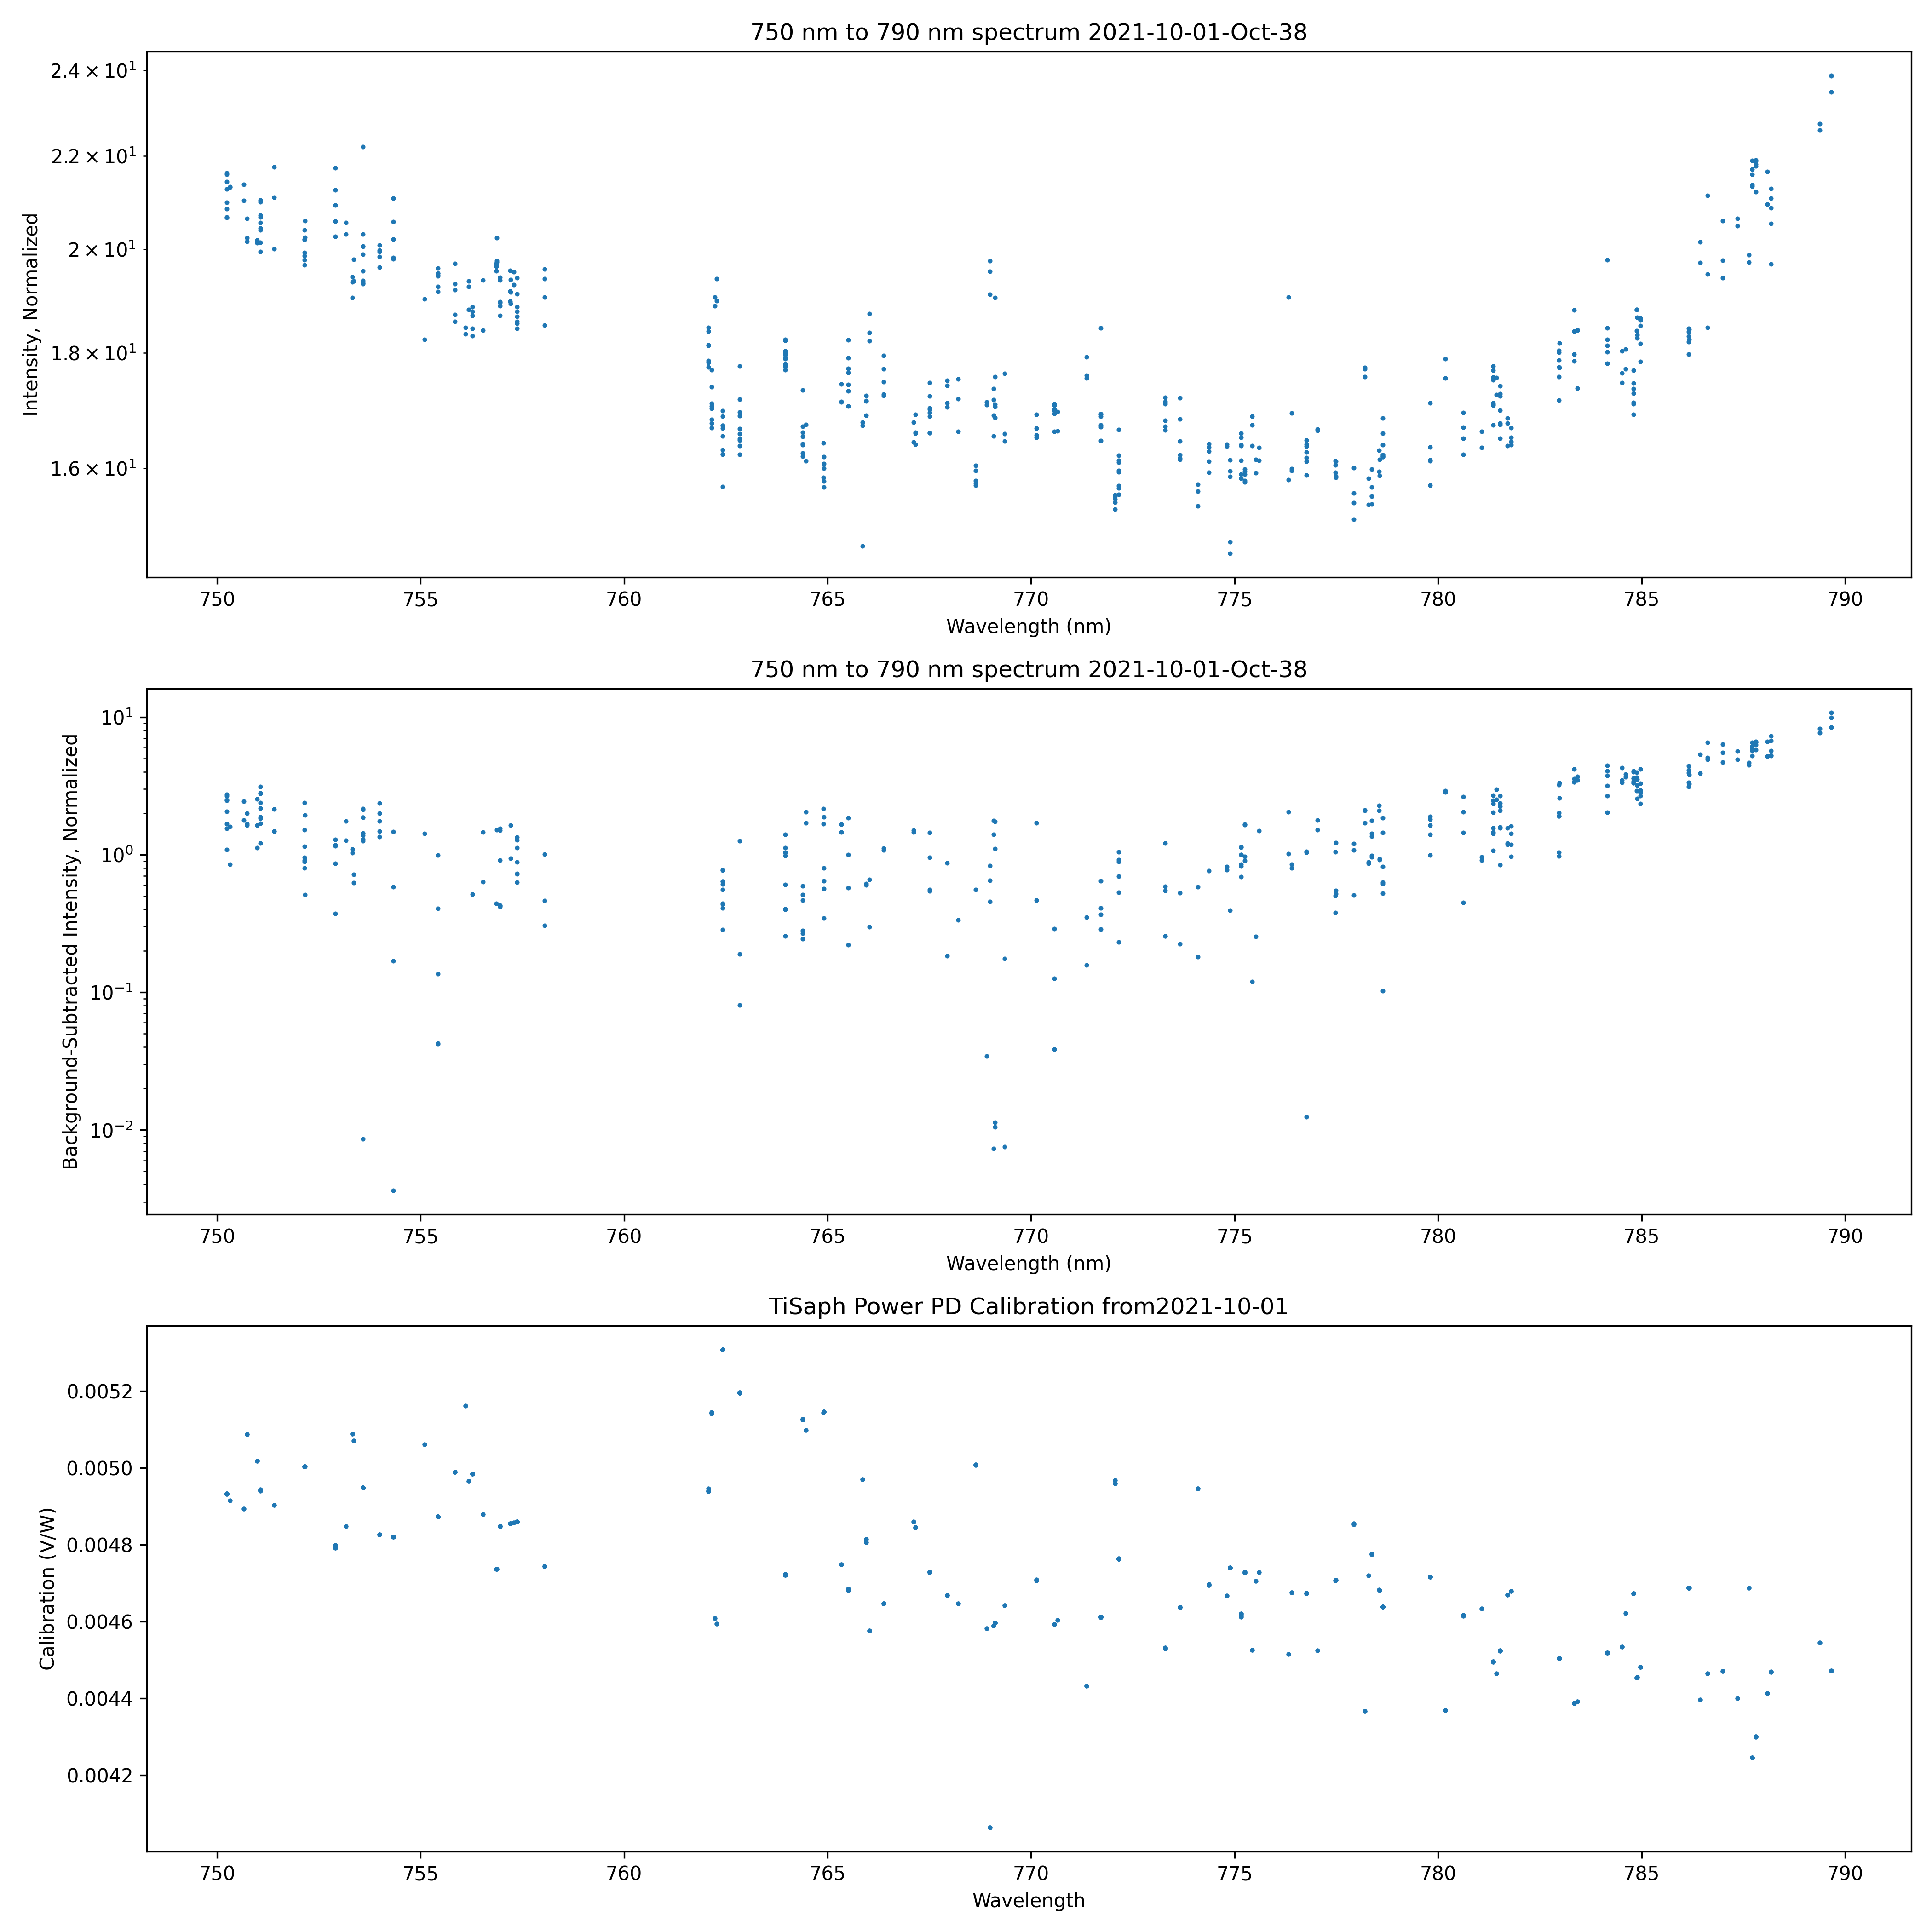 750 nm to 790 nm spectrum 2021-10-01-Oct-38
Intensity, Normalized
2.4 × 10¹
2.2 × 10¹
2 × 10¹
1.8 × 10¹
1.6 × 10¹
750 755 760 765 770 775 780 785 790
Wavelength (nm)
750 nm to 790 nm spectrum 2021-10-01-Oct-38
Background-Subtracted Intensity, Normalized
10¹
10⁰
10⁻¹
10⁻²
750 755 760 765 770 775 780 785 790
Wavelength (nm)
TiSaph Power PD Calibration from2021-10-01
Calibration (V/W)
0.0052
0.0050
0.0048
0.0046
0.0044
0.0042
750 755 760 765 770 775 780 785 790
Wavelength